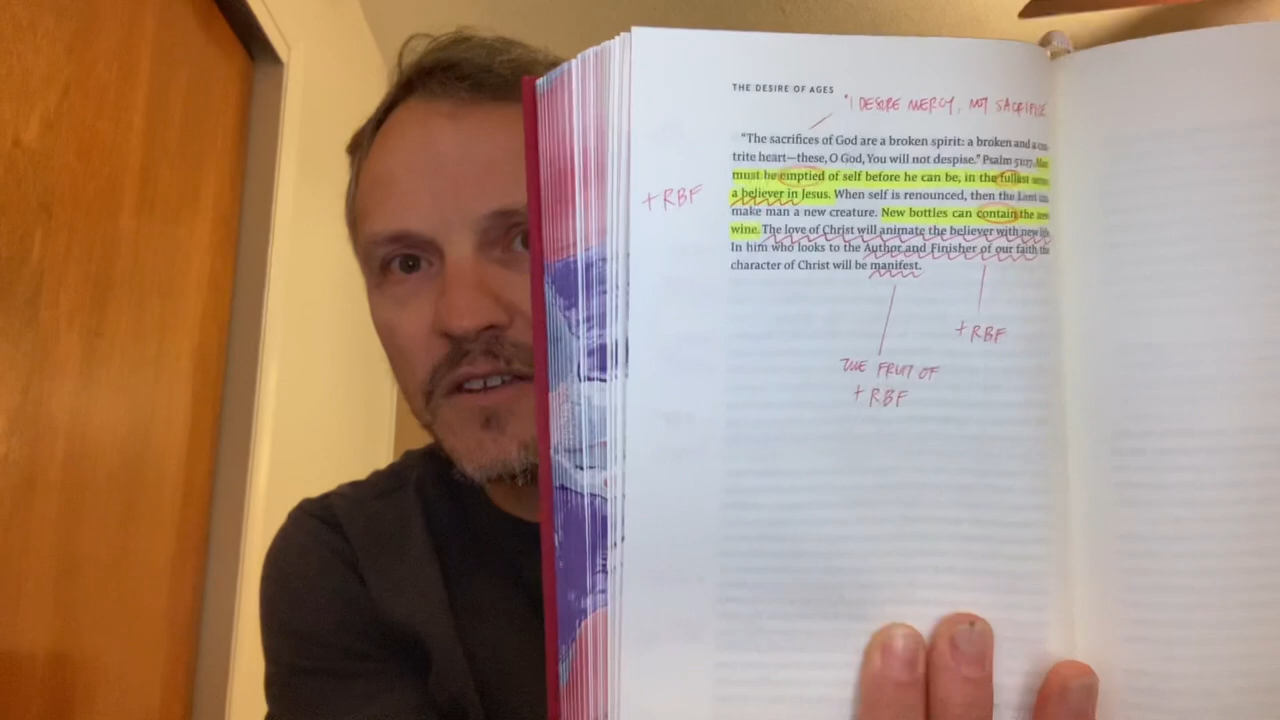 THE DESIRE OF AGES
"I DESIRE MERCY, NOT SACRIFICE
"The sacrifices of God are a broken spirit: a broken and a con-
trite heart—these, O God, You will not despise." Psalm 51:17. Man
must be emptied of self before he can be, in the fullest sense,
a believer in Jesus. When self is renounced, then the Lord can
make man a new creature. New bottles can contain the new
wine. The love of Christ will animate the believer with new life.
In him who looks to the Author and Finisher of our faith the
character of Christ will be manifest.
+RBF
+RBF
THE FRUIT OF
+RBF